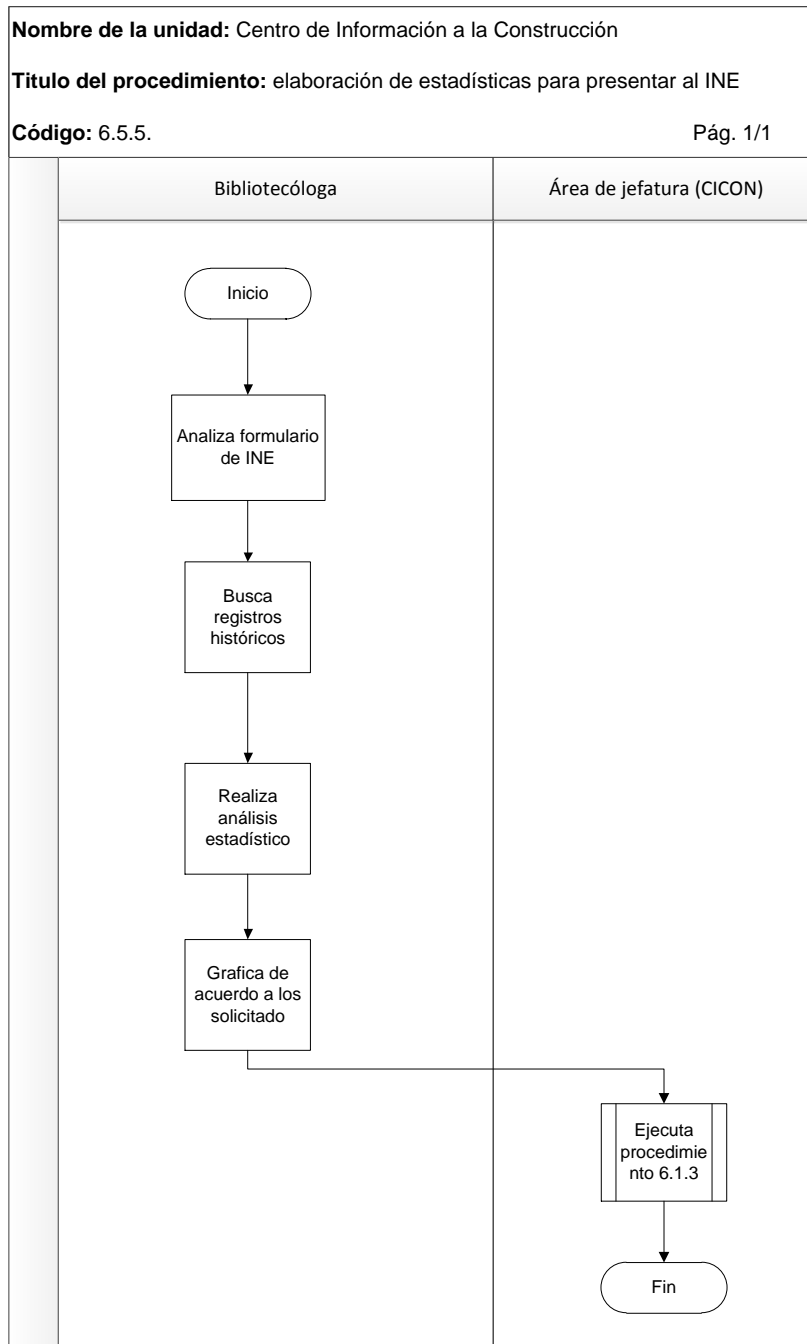 Nombre de la unidad: Centro de Información a la Construcción
Titulo del procedimiento: elaboración de estadísticas para presentar al INE
Código: 6.5.5. Pág. 1/1
Bibliotecóloga
Área de jefatura (CICON)
Inicio
Analiza formulario
de INE
Busca
registros
históricos
Realiza
análisis
estadístico
Grafica de
acuerdo a los
solicitado
Ejecuta
procedimie
nto 6.1.3
Fin